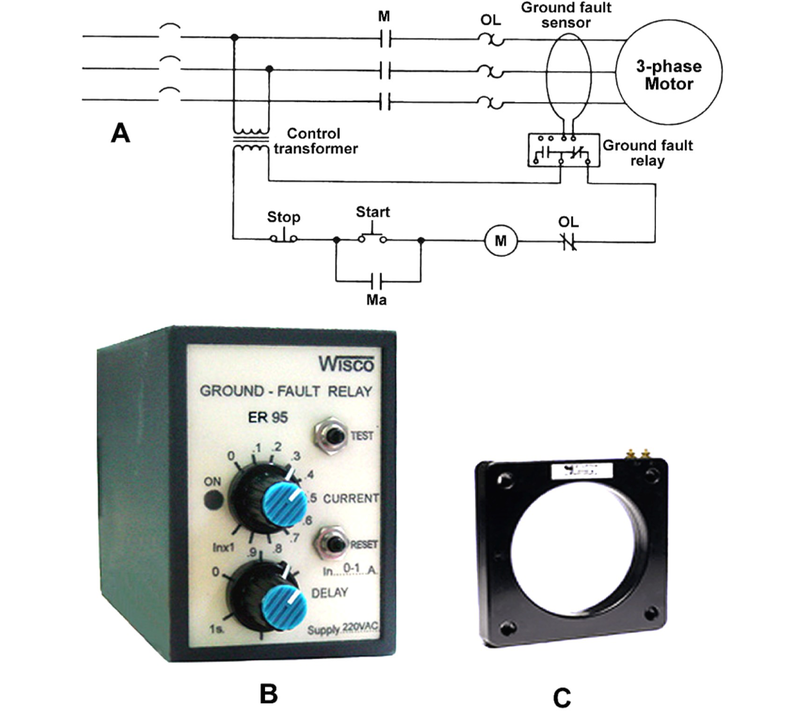 M
OL
Ground fault
sensor
3-phase
Motor
A
Control
transformer
Ground fault
relay
Stop
Start
M
OL
Ma
Wisco
GROUND - FAULT RELAY
ER 95
TEST
ON
0 .1 .2 .3 .4 .5 .6 .7 .8 .9 Inx1
CURRENT
RESET
In....0-1..A.
0
1s.
DELAY
Supply 220VAC
B
C